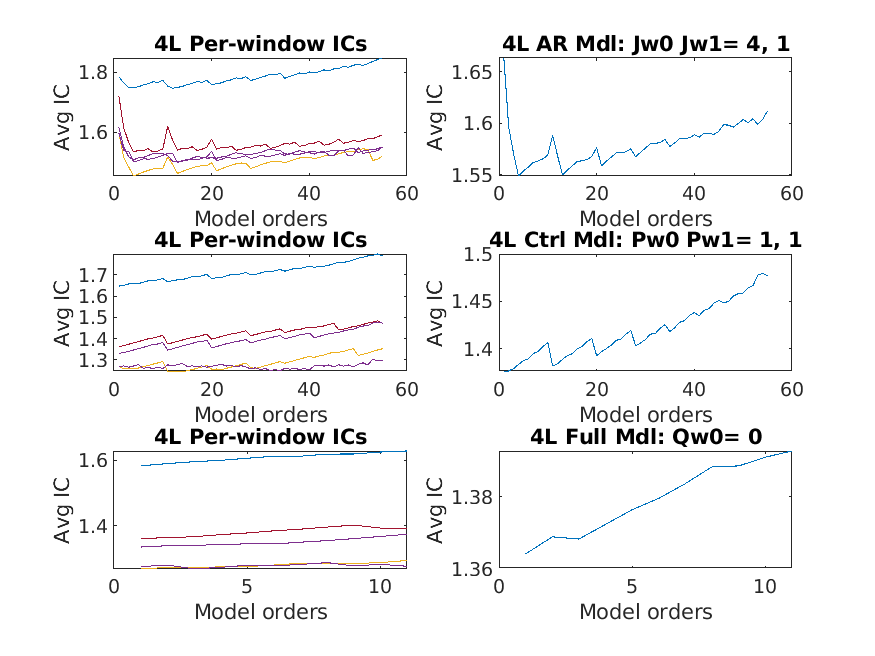 4L Per-window ICs
Avg IC
1.8
1.6
0 20 40 60
Model orders
4L AR Mdl: Jw0 Jw1= 4, 1
Avg IC
1.65
1.6
1.55
0 20 40 60
Model orders
4L Per-window ICs
Avg IC
1.7
1.6
1.5
1.4
1.3
0 20 40 60
Model orders
4L Ctrl Mdl: Pw0 Pw1= 1, 1
Avg IC
1.5
1.45
1.4
0 20 40 60
Model orders
4L Per-window ICs
Avg IC
1.6
1.4
0 5 10
Model orders
4L Full Mdl: Qw0= 0
Avg IC
1.38
1.36
0 5 10
Model orders